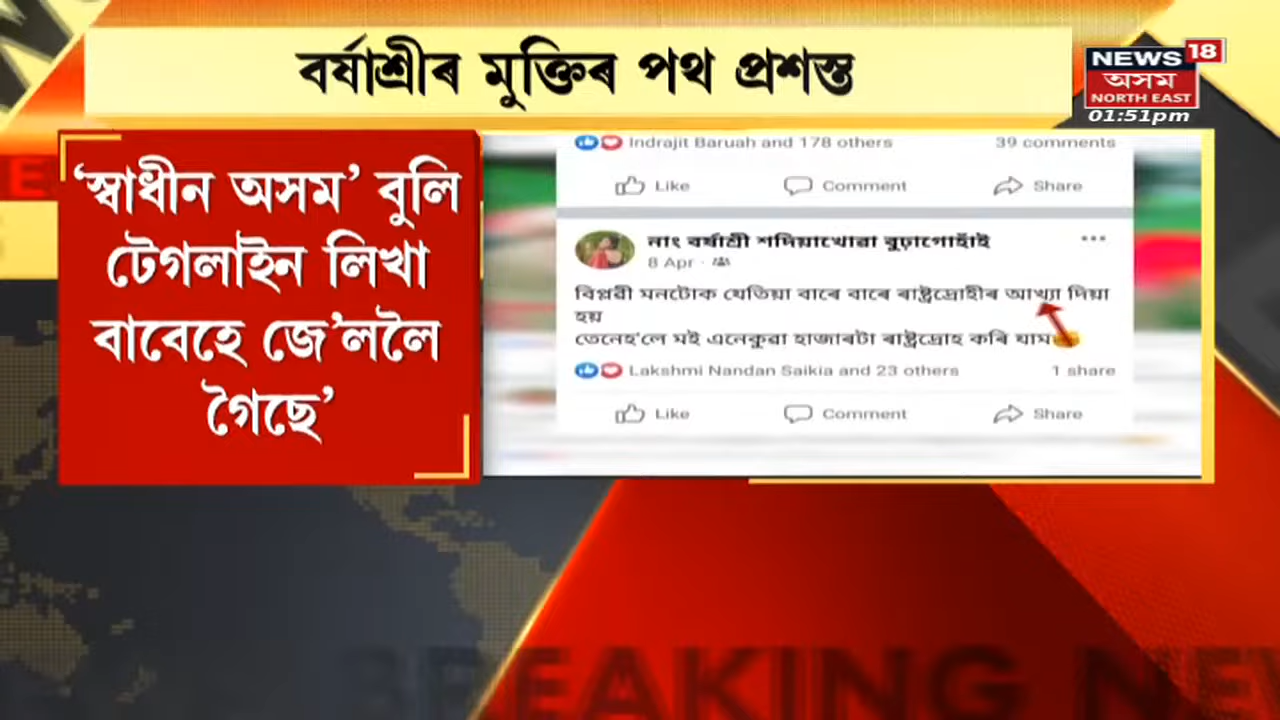 বৰ্ষাশ্ৰীৰ মুক্তিৰ পথ প্ৰশস্ত
NEWS 18
অসম
NORTH EAST
01:51pm
‘স্বাধীন অসম’ বুলি
টেগলাইন লিখা
বাবেহে জে’ললৈ
গৈছে’
Indrajit Baruah and 178 others 39 comments
Like Comment Share
নাং বৰ্ষাশ্ৰী শদিয়াখোৱা বুঢ়াগোহাঁই
8 Apr
বিপ্লৱী মনটোক যেতিয়া বাৰে বাৰে ৰাষ্ট্ৰদ্ৰোহীৰ আখ্যা দিয়া
হয়
তেনেহ'লে মই এনেকুৱা হাজাৰটা ৰাষ্ট্ৰদ্ৰোহ কৰি যাম
Lakshmi Nandan Saikia and 23 others 1 share
Like Comment Share
BREAKING NEW